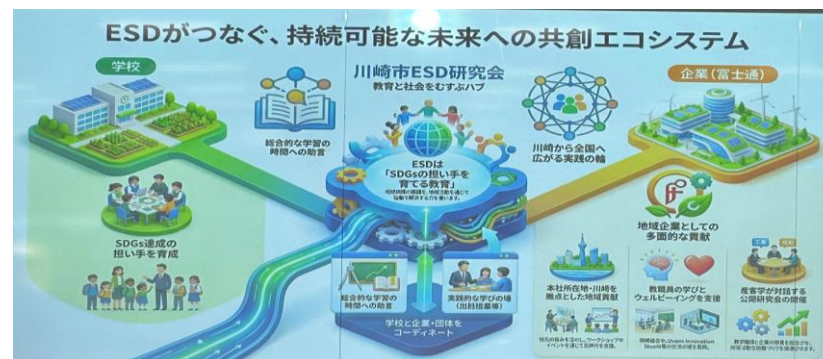 ESDがつなぐ、持続可能な未来への共創エコシステム
学校
総合的な学習の
時間への助言
川崎市ESD研究会
教育と社会をむすぶハブ
川崎から全国へ
広がる実践の輪
企業(富士通)
ESDは
「SDGsの担い手を
育てる教育」
SDGs達成の
担い手を育成
総合的な学習の
時間への助言
実践的な学びの場
(出前授業等)
学校と企業・団体を
コーディネート
地域企業としての
多面的な貢献
本社所在地・川崎を
拠点とした地域貢献
教職員の学びと
ウェルビーイングを支援
産官学が対話する
公開研究会の開催